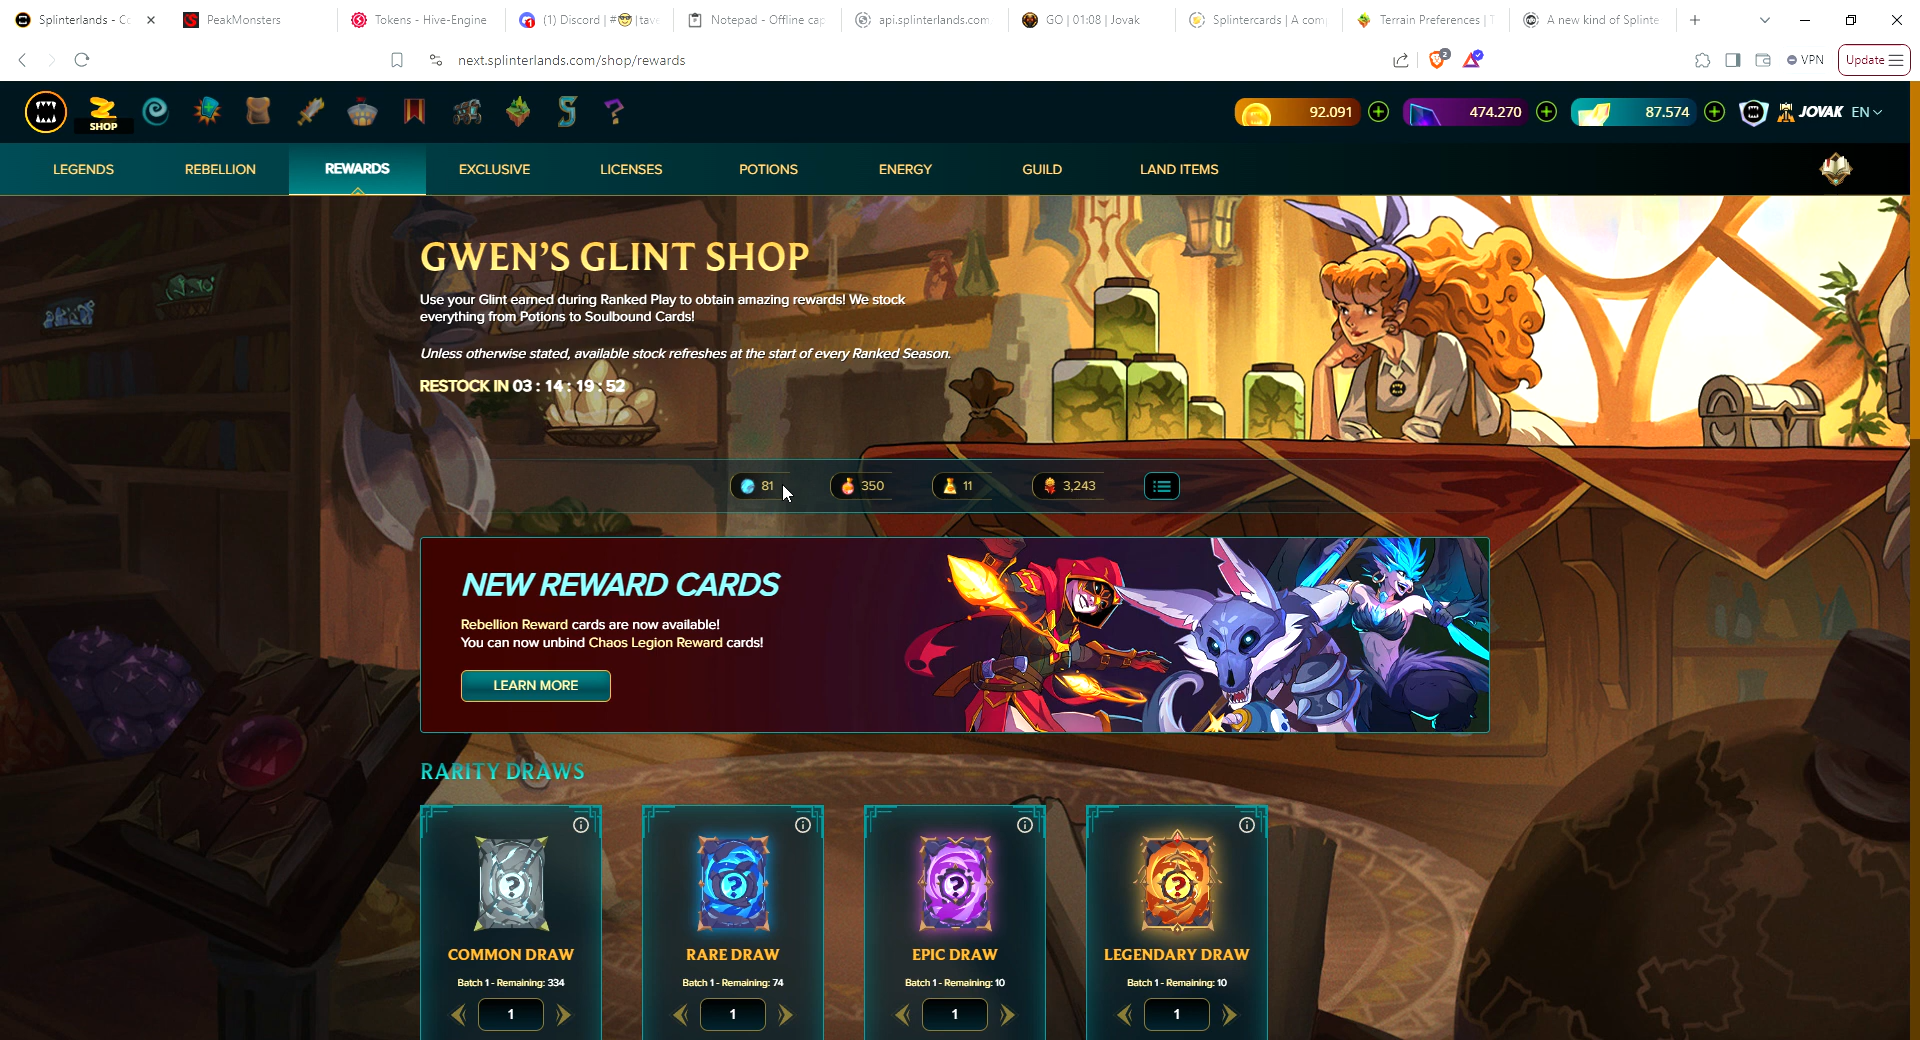 Splinterlands - Co
PeakMonsters
Tokens - Hive-Engine
(1) Discord | #|😎|tave
Notepad - Offline cap
api.splinterlands.com
GO | 01:08 | Jovak
Splintercards | A comp
Terrain Preferences | T
A new kind of Splinte
next.splinterlands.com/shop/rewards
2
VPN
Update
SHOP
92.091
474.270
87.574
JOVAK
EN
LEGENDS
REBELLION
REWARDS
EXCLUSIVE
LICENSES
POTIONS
ENERGY
GUILD
LAND ITEMS
GWEN'S GLINT SHOP
Use your Glint earned during Ranked Play to obtain amazing rewards! We stock
everything from Potions to Soulbound Cards!
Unless otherwise stated, available stock refreshes at the start of every Ranked Season.
RESTOCK IN 03 : 14 : 19 : 52
81
350
11
3,243
NEW REWARD CARDS
Rebellion Reward cards are now available!
You can now unbind Chaos Legion Reward cards!
LEARN MORE
RARITY DRAWS
?
?
?
?
COMMON DRAW
RARE DRAW
EPIC DRAW
LEGENDARY DRAW
Batch 1 - Remaining: 334
Batch 1 - Remaining: 74
Batch 1 - Remaining: 10
Batch 1 - Remaining: 10
1
1
1
1